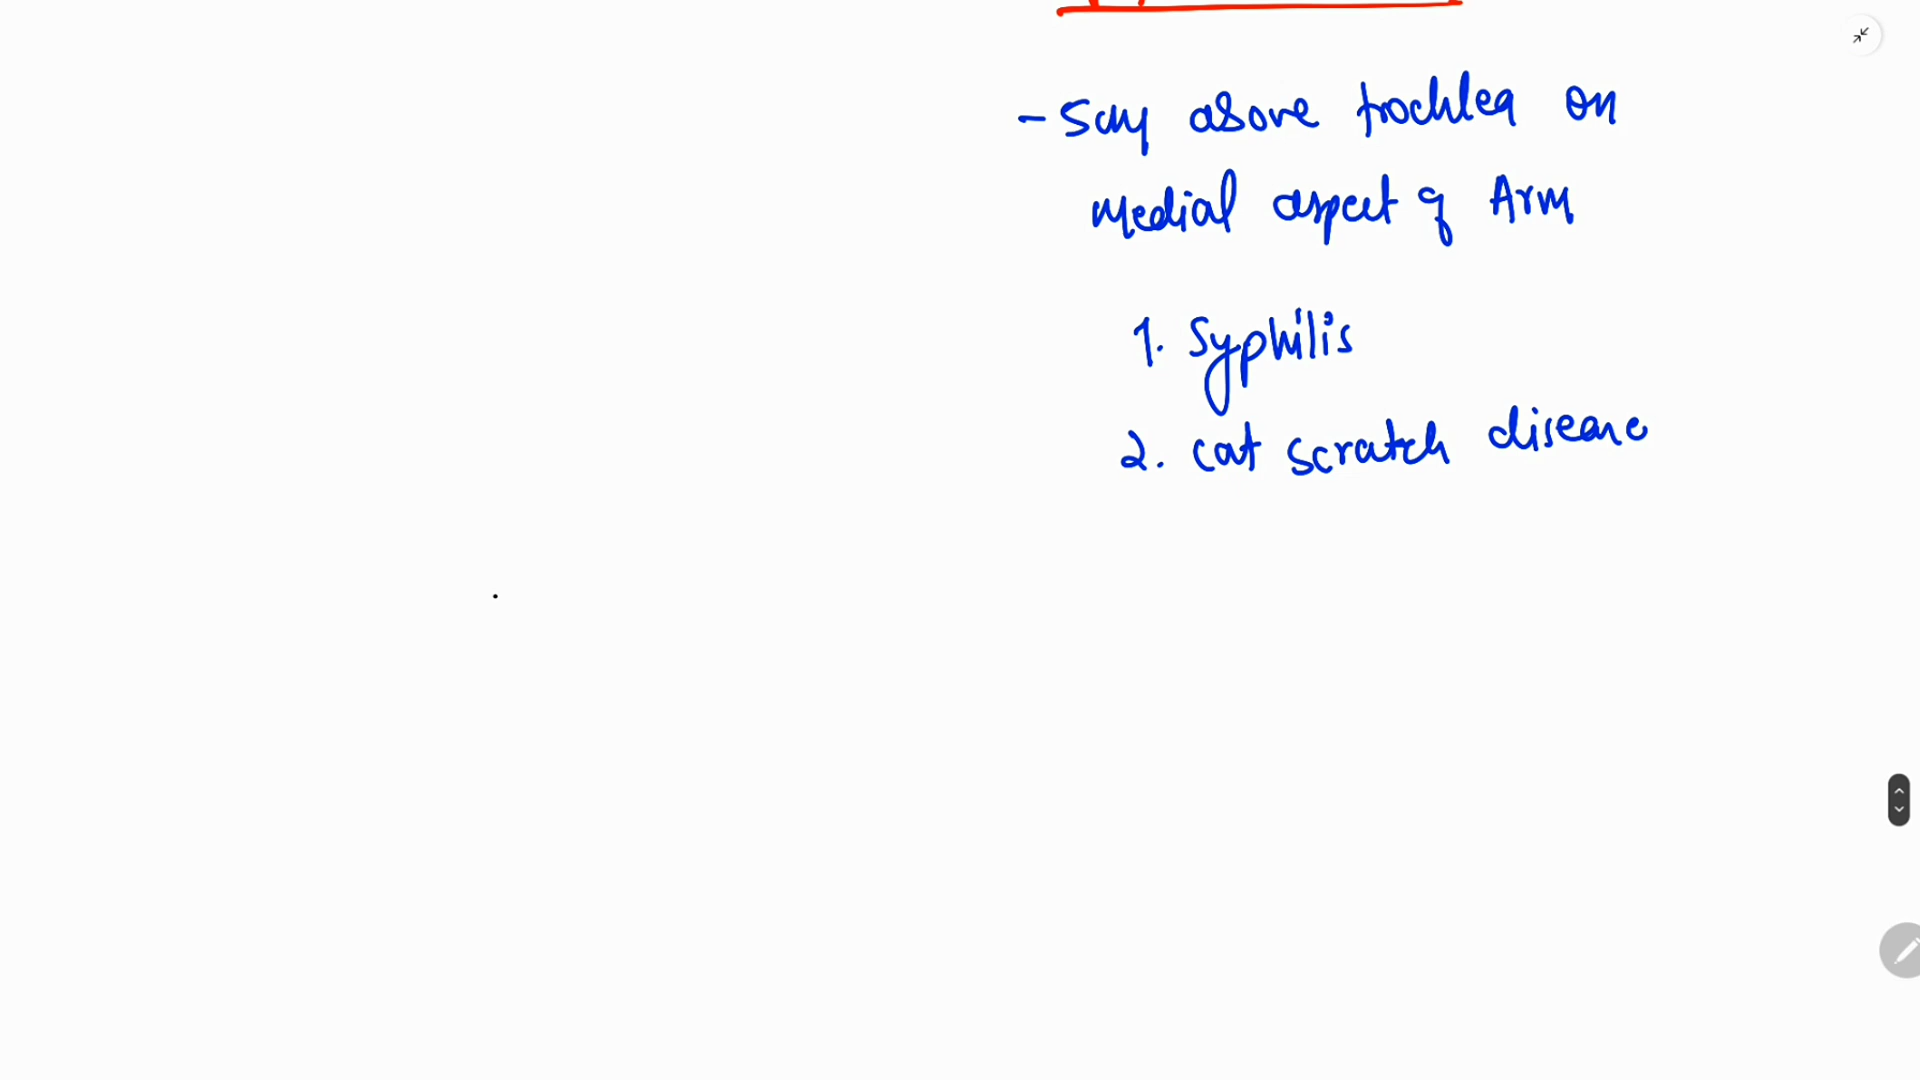 - 5cm above trochlea on
medial aspect of Arm
1. Syphilis
2. cat scratch disease